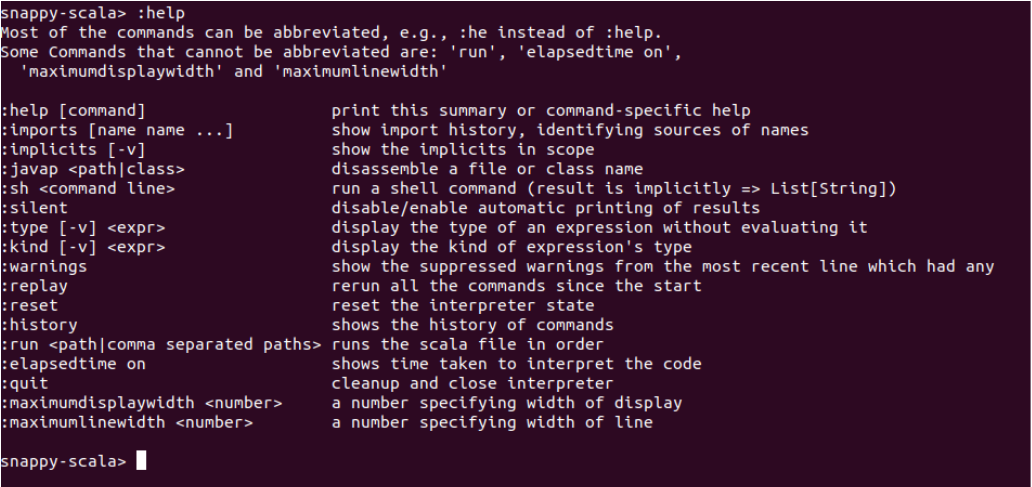 snappy-scala> :help
Most of the commands can be abbreviated, e.g., :he instead of :help.
Some Commands that cannot be abbreviated are: 'run', 'elapsedtime on',
  'maximumdisplaywidth' and 'maximumlinewidth'

:help [command]                   print this summary or command-specific help
:imports [name name ...]          show import history, identifying sources of names
:implicits [-v]                   show the implicits in scope
:javap <path|class>               disassemble a file or class name
:sh <command line>                run a shell command (result is implicitly => List[String])
:silent                           disable/enable automatic printing of results
:type [-v] <expr>                 display the type of an expression without evaluating it
:kind [-v] <expr>                 display the kind of expression's type
:warnings                         show the suppressed warnings from the most recent line which had any
:replay                           rerun all the commands since the start
:reset                            reset the interpreter state
:history                          shows the history of commands
:run <path|comma separated paths> runs the scala file in order
:elapsedtime on                   shows time taken to interpret the code
:quit                             cleanup and close interpreter
:maximumdisplaywidth <number>     a number specifying width of display
:maximumlinewidth <number>        a number specifying width of line

snappy-scala>